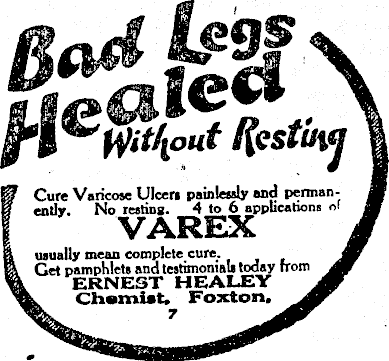 Bad Legs
Healed
Without Resting
Cure Varicose Ulcers painlessly and perman-
ently. No resting. 4 to 6 applications of
VAREX
usually mean complete cure.
Get pamphlets and testimonials today from
ERNEST HEALEY
Chemist, Foxton.
7